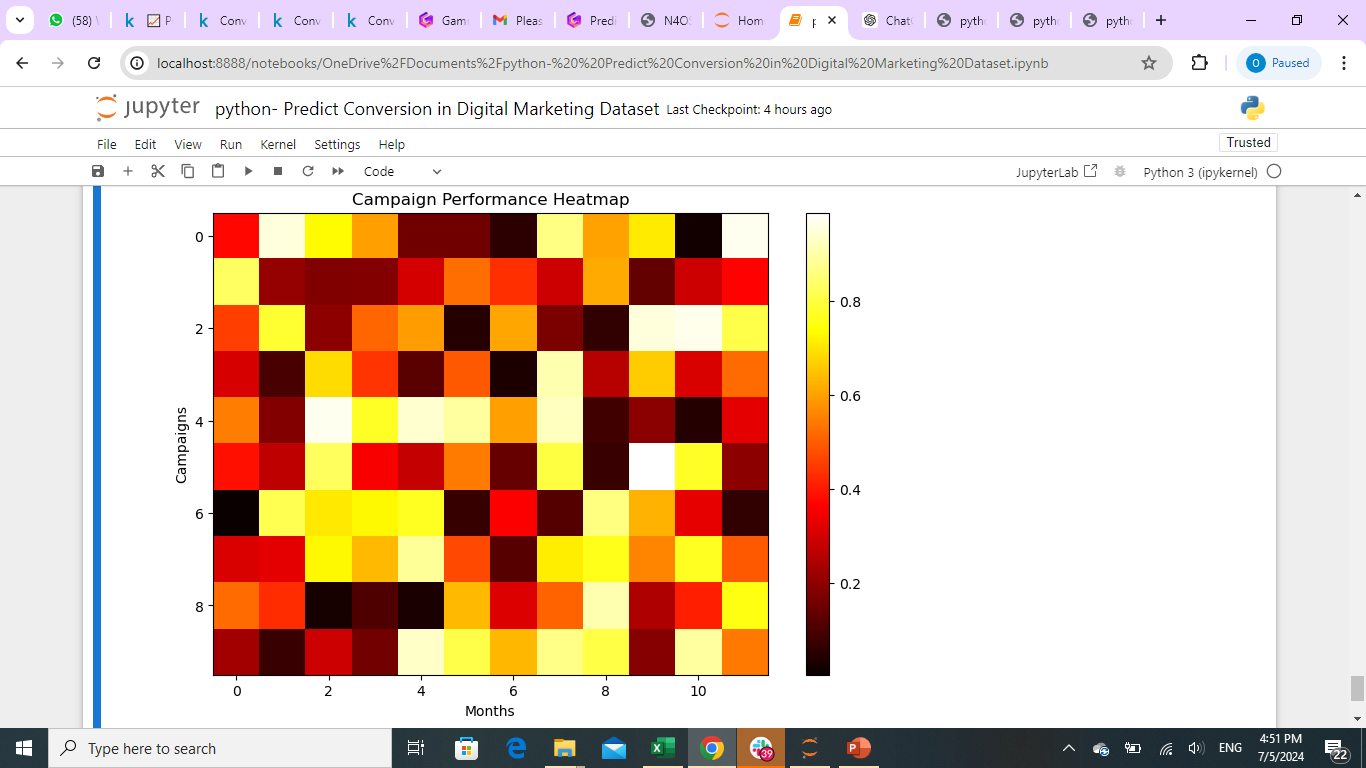 (58) \
P
Conv
Conv
Conv
Game
Pleas
Predi
N4O
Hom
p
Chat
pyth
pyth
pyth
localhost:8888/notebooks/OneDrive%2FDocuments%2Fpython-%20%20Predict%20Conversion%20in%20Digital%20Marketing%20Dataset.ipynb
O Paused
jupyter python- Predict Conversion in Digital Marketing Dataset Last Checkpoint: 4 hours ago
File Edit View Run Kernel Settings Help Trusted
Code JupyterLab Python 3 (ipykernel)
Campaign Performance Heatmap
0
2
4
6
8
Campaigns
0 2 4 6 8 10
Months
0.8
0.6
0.4
0.2
Type here to search
39
ENG
4:51 PM
7/5/2024
22